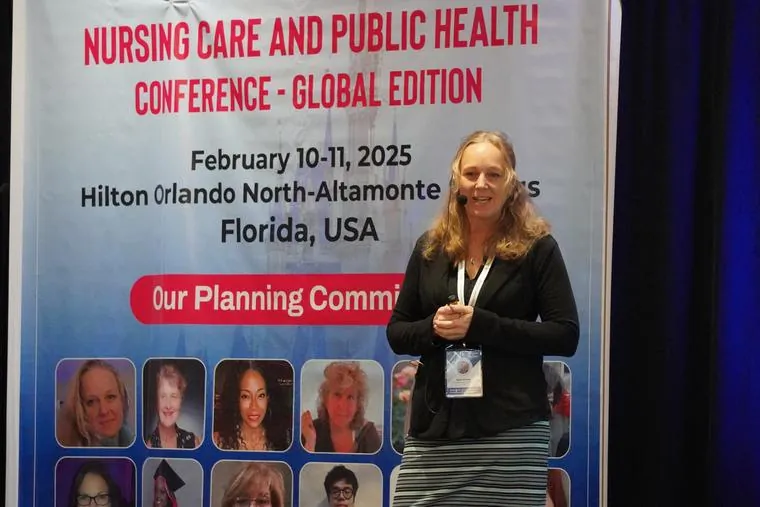 NURSING CARE AND PUBLIC HEALTH
CONFERENCE - GLOBAL EDITION
February 10-11, 2025
Hilton Orlando North-Altamonte
Florida, USA
Our Planning Commi